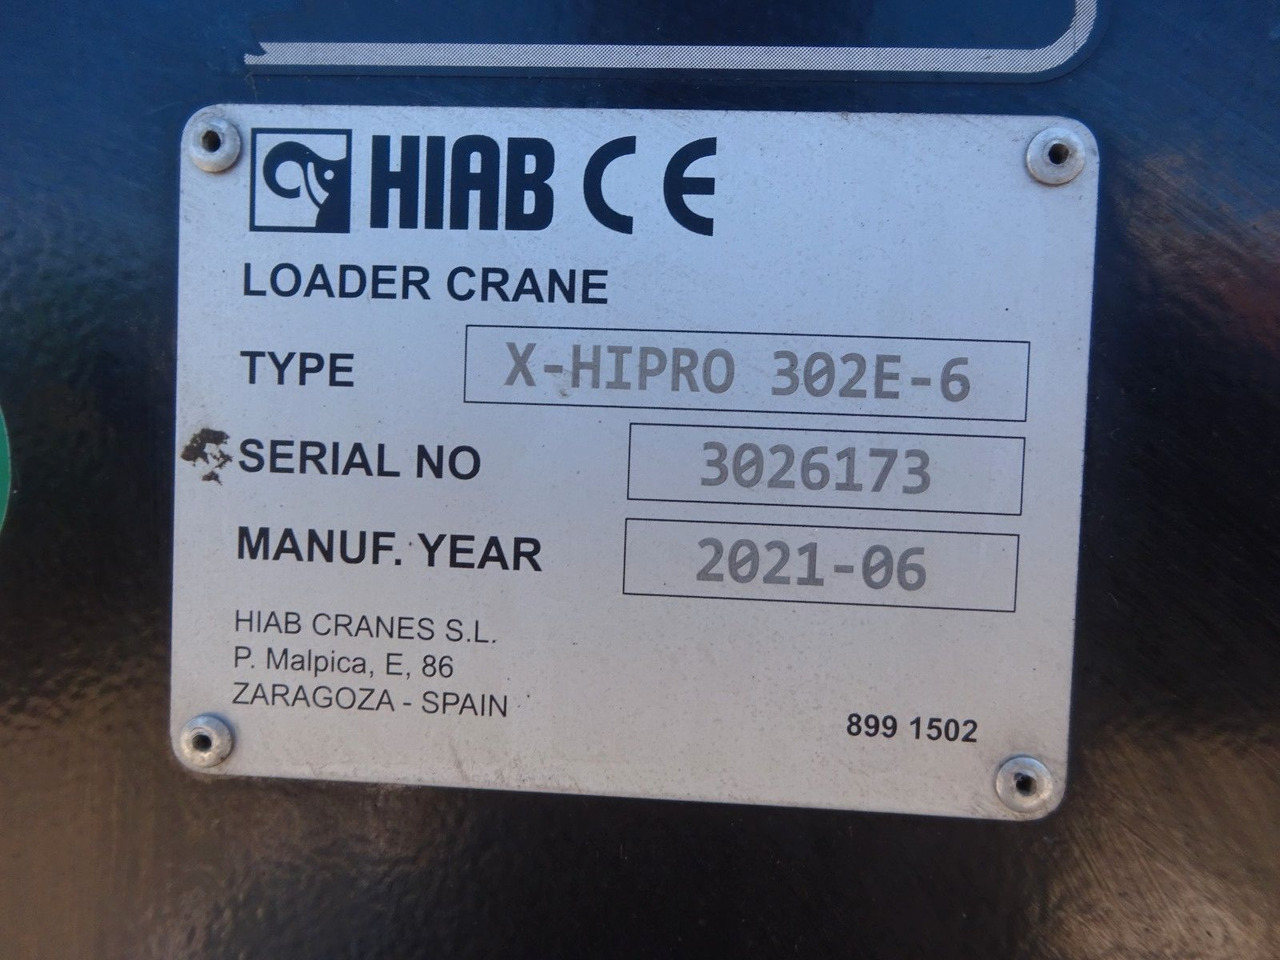 HIAB CE
LOADER CRANE
TYPE X-HIPRO 302E-6
SERIAL NO 3026173
MANUF. YEAR 2021-06
HIAB CRANES S.L.
P. Malpica, E, 86
ZARAGOZA - SPAIN
899 1502